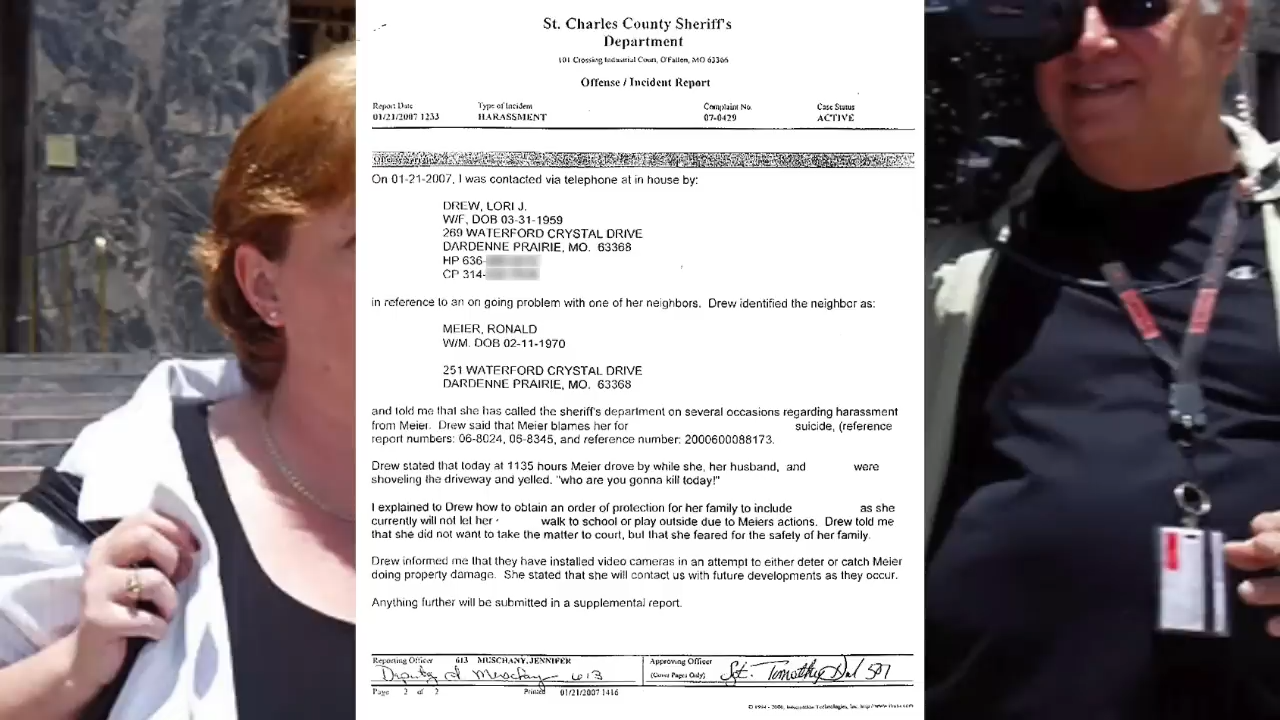 St. Charles County Sheriff's
Department
101 Crossing Industrial Court, O'Fallon, MO 63366
Offense / Incident Report
Report Date Type of Incident Complaint No. Case Status
01/21/2007 1233 HARASSMENT 07-0429 ACTIVE
On 01-21-2007, I was contacted via telephone at in house by:
DREW, LORI J.
W/F, DOB 03-31-1959
269 WATERFORD CRYSTAL DRIVE
DARDENNE PRAIRIE, MO. 63368
HP 636-
CP 314-
in reference to an on going problem with one of her neighbors. Drew identified the neighbor as:
MEIER, RONALD
W/M. DOB 02-11-1970
251 WATERFORD CRYSTAL DRIVE
DARDENNE PRAIRIE, MO. 63368
and told me that she has called the sheriff's department on several occasions regarding harassment
from Meier. Drew said that Meier blames her for suicide, (reference
report numbers: 06-8024, 06-8345, and reference number: 2000600088173.
Drew stated that today at 1135 hours Meier drove by while she, her husband, and were
shoveling the driveway and yelled. "who are you gonna kill today!"
I explained to Drew how to obtain an order of protection for her family to include as she
currently will not let her walk to school or play outside due to Meiers actions. Drew told me
that she did not want to take the matter to court, but that she feared for the safety of her family.
Drew informed me that they have installed video cameras in an attempt to either deter or catch Meier
doing property damage. She stated that she will contact us with future developments as they occur.
Anything further will be submitted in a supplemental report.
Reporting Officer 613 MUSCHANY, JENNIFER Approving Officer
(Cover Pages Only) Sgt. Timothy
613
Page 2 of 2 Printed 01/21/2007 1416